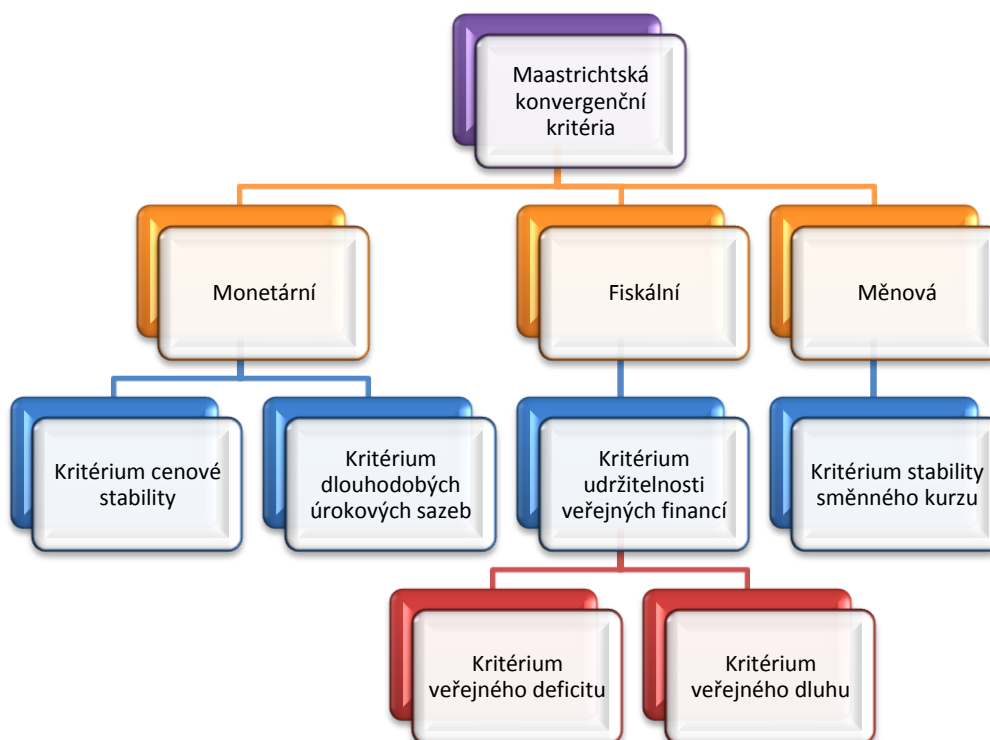 Maastrichtská
konvergenční
kritéria
Monetární
Fiskální
Měnová
Kritérium cenové
stability
Kritérium
dlouhodobých
úrokových sazeb
Kritérium
udržitelnosti
veřejných financí
Kritérium stability
směnného kurzu
Kritérium
veřejného deficitu
Kritérium
veřejného dluhu